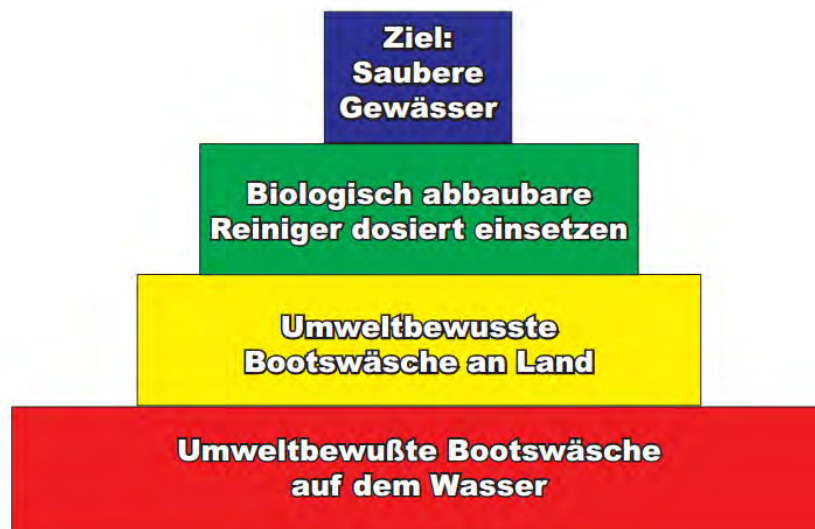 Ziel:
Saubere
Gewässer
Biologisch abbaubare
Reiniger dosiert einsetzen
Umweltbewusste
Bootswäsche an Land
Umweltbewußte Bootswäsche
auf dem Wasser